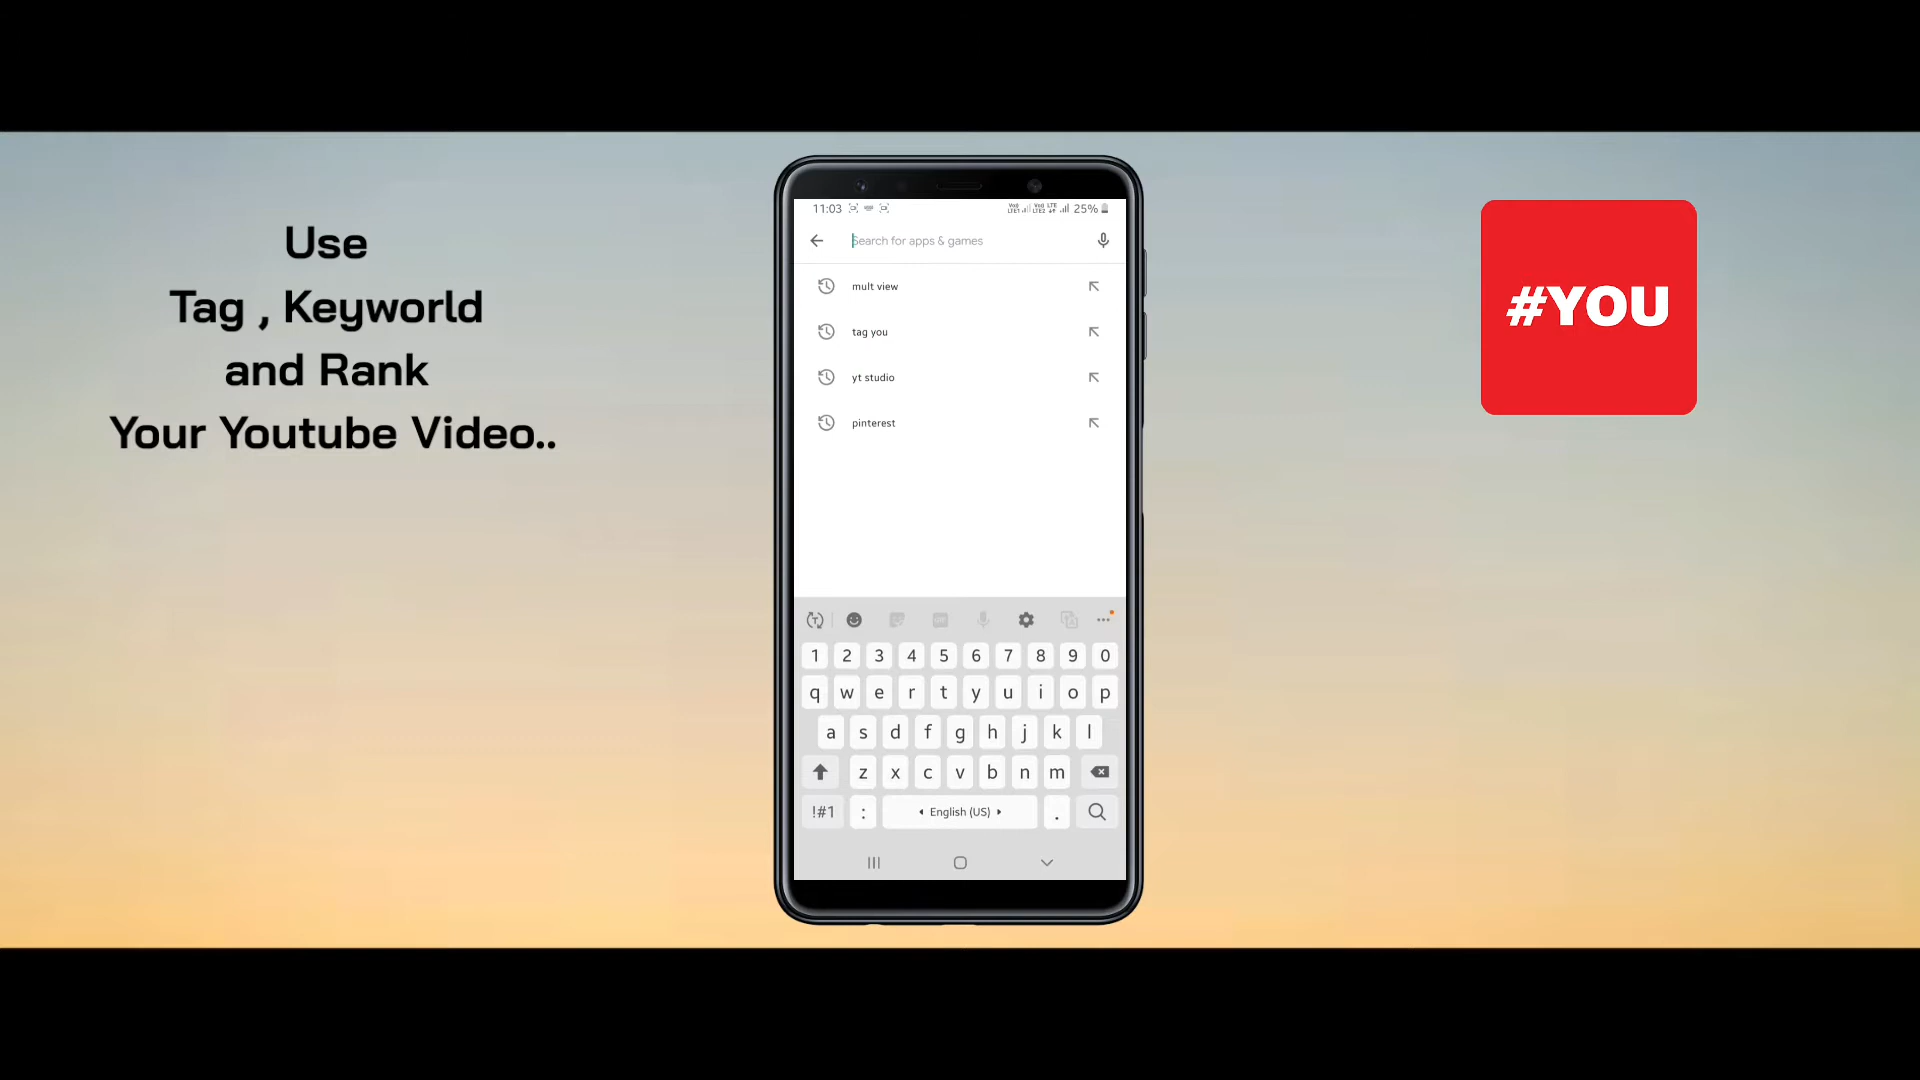 Use
Tag , Keyworld
and Rank
Your Youtube Video..
11:03
25%
Search for apps & games
mult view
tag you
yt studio
pinterest
1 2 3 4 5 6 7 8 9 0
q w e r t y u i o p
a s d f g h j k l
z x c v b n m
!#1 : English (US) .
#YOU